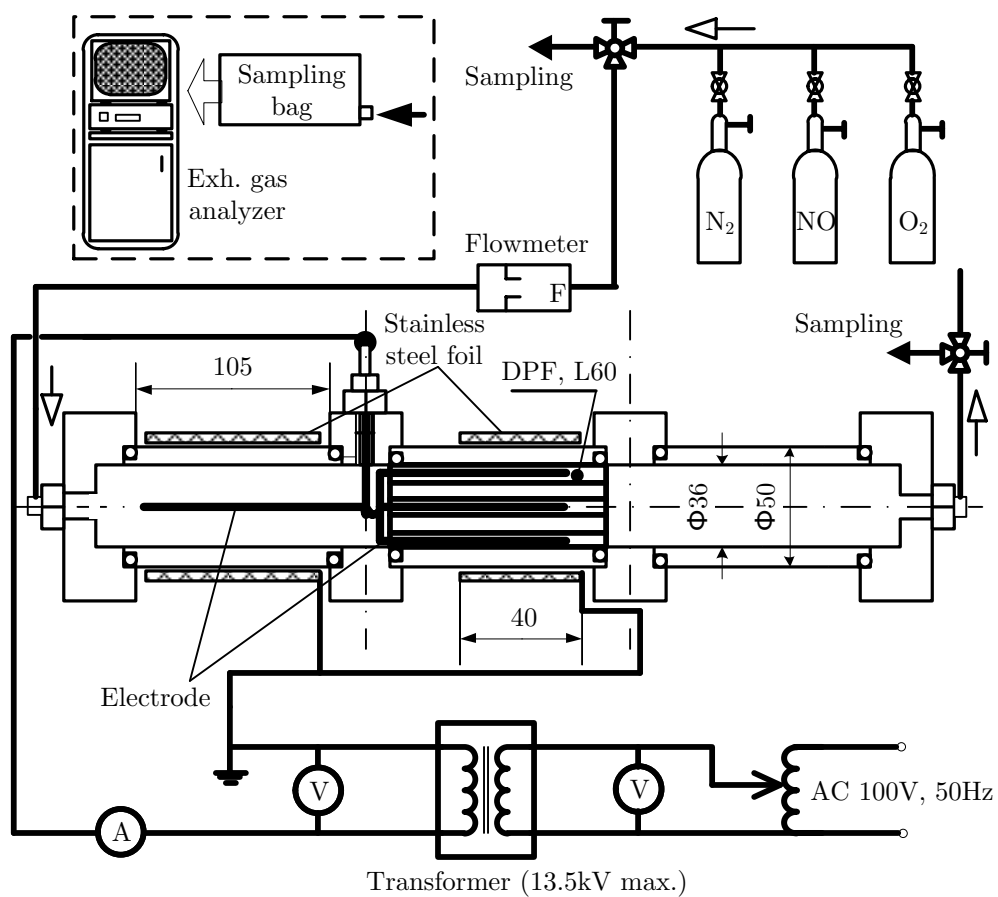 Sampling
bag
Exh. gas
analyzer
Sampling
N₂
NO
O₂
Flowmeter
F
Sampling
Stainless
steel foil
105
DPF, L60
Φ36
Φ50
40
Electrode
V
V
A
AC 100V, 50Hz
Transformer (13.5kV max.)